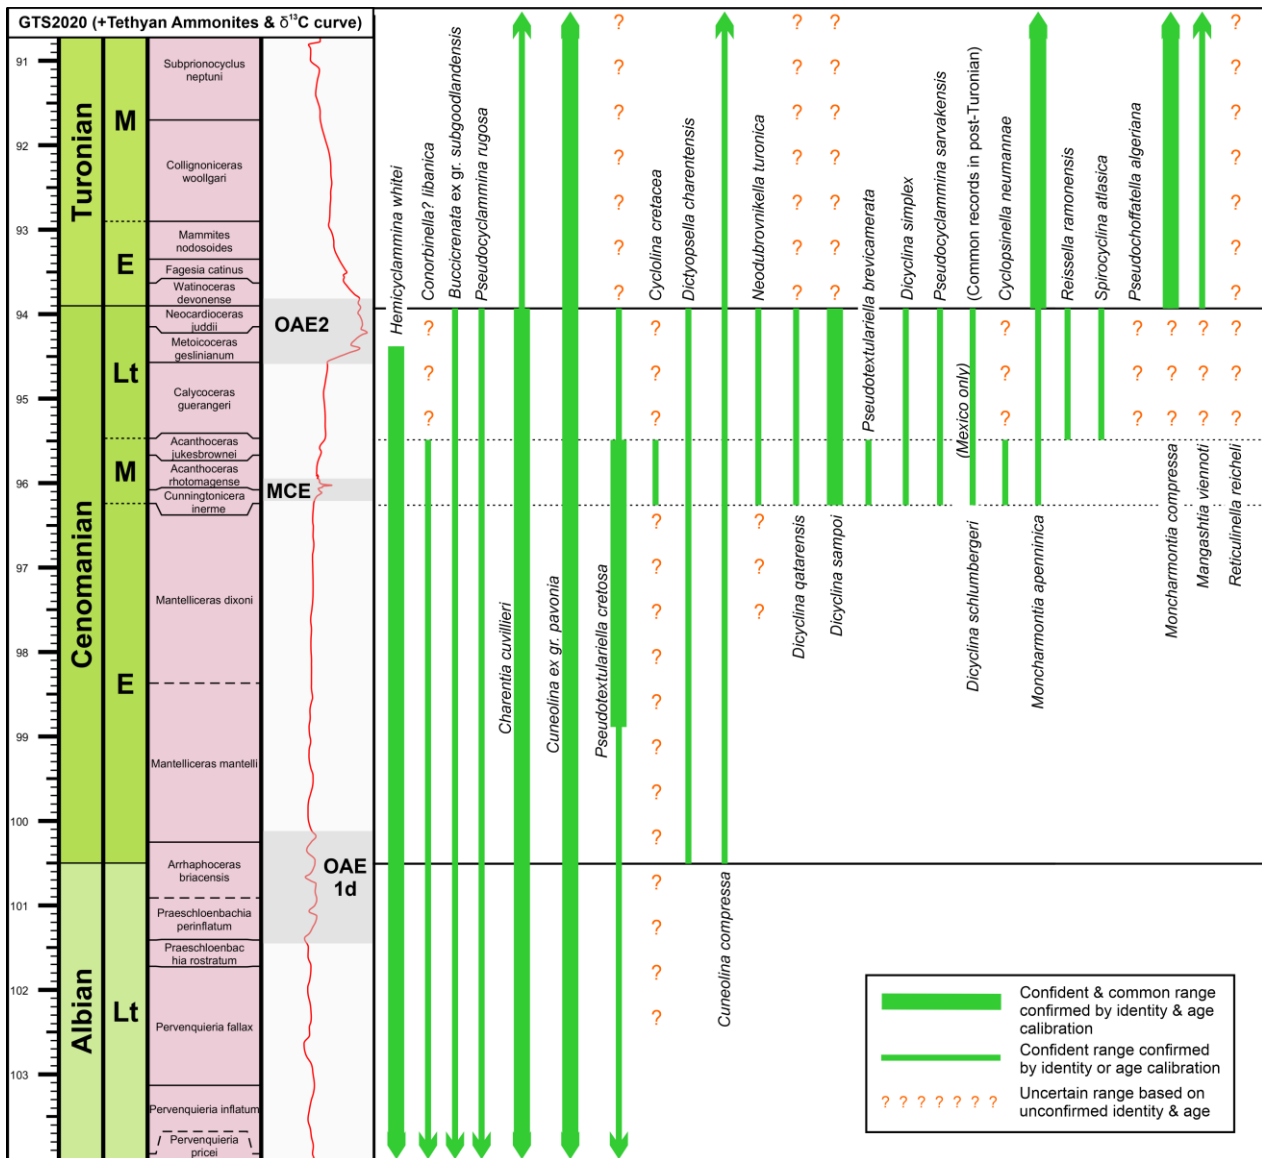 GTS2020 (+Tethyan Ammonites & δ¹³C curve)
91
92
93
94
95
96
97
98
99
100
101
102
103
Turonian
Cenomanian
Albian
M
E
Lt
M
E
Lt
Subprionocyclus
neptuni
Collignoniceras
woollgari
Mammites
nodosoides
Fagesia catinus
Watinoceras
devonense
Neocardioceras
juddii
Metoicoceras
geslinianum
Calycoceras
guerangeri
Acanthoceras
jukesbrownei
Acanthoceras
rhotomagense
Cunningtonicera
inerme
Mantelliceras dixoni
Mantelliceras mantelli
Arrhaphoceras
briacensis
Praeschloenbachia
perinflatum
Praeschloenbac
hia rostratum
Pervenquieria fallax
Pervenquieria inflatum
Pervenquieria
pricei
OAE2
MCE
OAE
1d
Hemicyclammina whitei
Conorbinella? libanica
Buccicrenata ex gr. subgoodlandensis
Pseudocyclammina rugosa
Charentia cuvillieri
Cuneolina ex gr. pavonia
Pseudotextulariella cretosa
Cyclolina cretacea
Dictyopsella charentensis
Cuneolina compressa
Neodubrovnikella turonica
Dicyclina qatarensis
Dicyclina sampoi
Pseudotextulariella brevicamerata
Dicyclina simplex
Pseudocyclammina sarvakensis
(Common records in post-Turonian)
(Mexico only)
Dicyclina schlumbergeri
Cyclopsinella neumannae
Moncharmontia apenninica
Reissella ramonensis
Spirocyclina atlasica
Pseudochoffatella algeriana
Moncharmontia compressa
Mangashtia viennoti
Reticulinella reicheli
Confident & common range
confirmed by identity & age
calibration
Confident range confirmed
by identity or age calibration
? ? ? ? ? ? ?
Uncertain range based on
unconfirmed identity & age